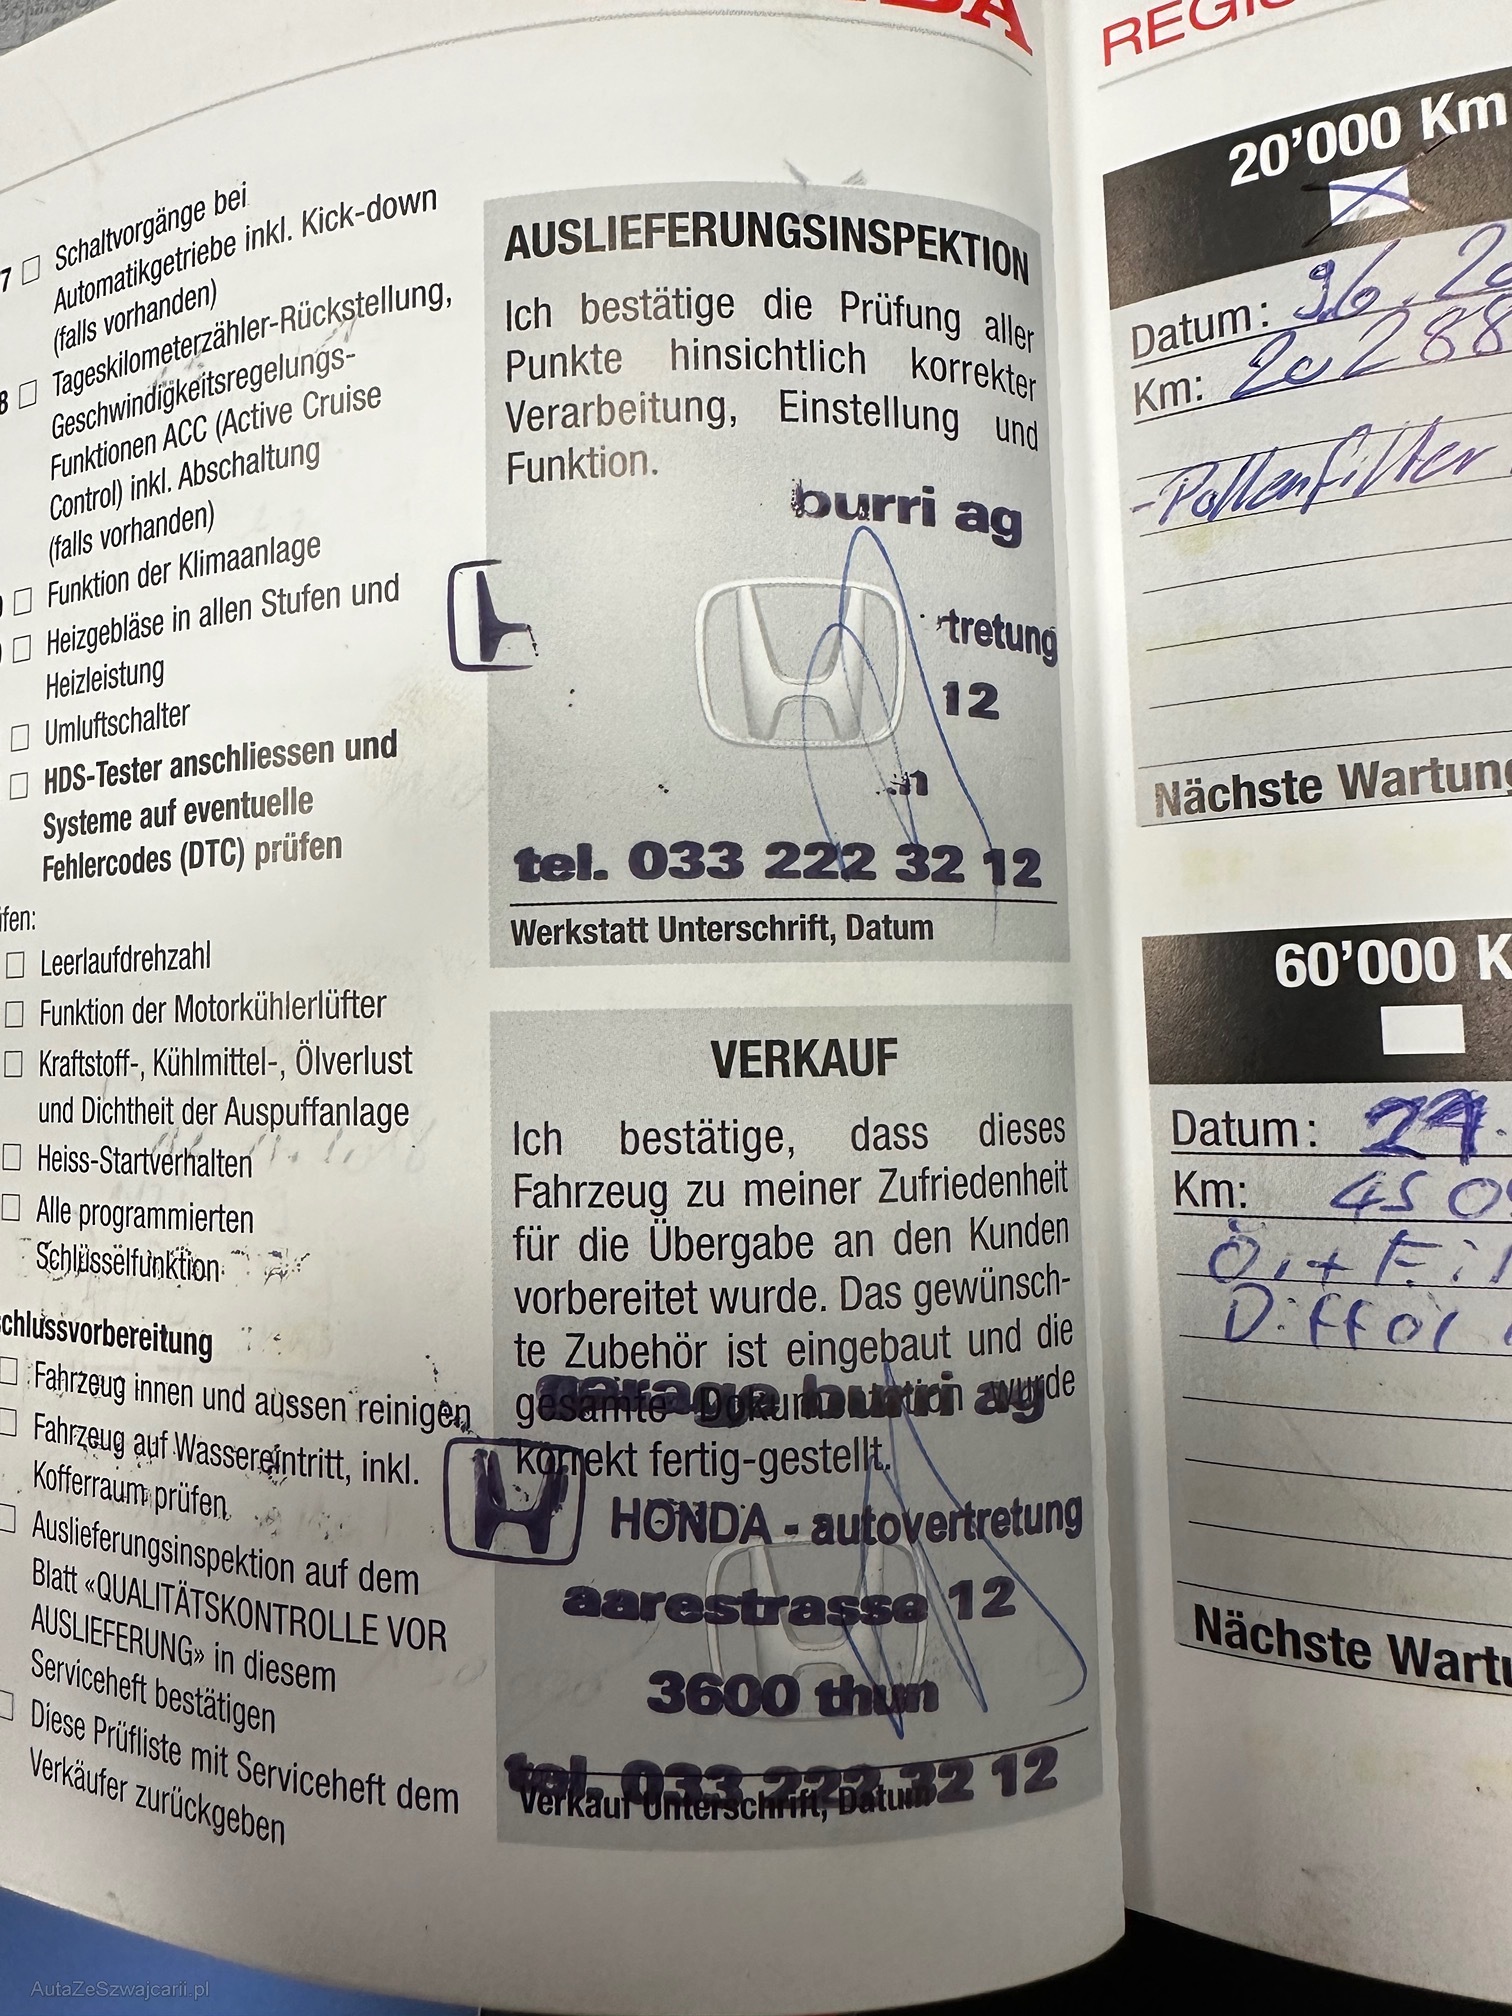 7 Schaltvorgänge bei
Automatikgetriebe inkl. Kick-down
(falls vorhanden)
8 Tageskilometerzähler-Rückstellung,
Geschwindigkeitsregelungs-
Funktionen ACC (Active Cruise
Control) inkl. Abschaltung
(falls vorhanden)
Funktion der Klimaanlage
Heizgebläse in allen Stufen und
Heizleistung
Umluftschalter
HDS-Tester anschliessen und
Systeme auf eventuelle
Fehlercodes (DTC) prüfen
Leerlaufdrehzahl
Funktion der Motorkühlerlüfter
Kraftstoff-, Kühlmittel-, Ölverlust
und Dichtheit der Auspuffanlage
Heiss-Startverhalten
Alle programmierten
Schlüsselfunktion
chlussvorbereitung
Fahrzeug innen und aussen reinigen
Fahrzeug auf Wassereintritt, inkl.
Kofferraum prüfen
Auslieferungsinspektion auf dem
Blatt «QUALITÄTSKONTROLLE VOR
AUSLIEFERUNG» in diesem
Serviceheft bestätigen
Diese Prüfliste mit Serviceheft dem
Verkäufer zurückgeben
AUSLIEFERUNGSINSPEKTION
Ich bestätige die Prüfung aller
Punkte hinsichtlich korrekter
Verarbeitung, Einstellung und
Funktion.
burri ag
tretung
12
tel. 033 222 32 12
Werkstatt Unterschrift, Datum
VERKAUF
Ich bestätige, dass dieses
Fahrzeug zu meiner Zufriedenheit
für die Übergabe an den Kunden
vorbereitet wurde. Das gewünsch-
te Zubehör ist eingebaut und die
gesamte Dokumentation wurde
korrekt fertig-gestellt.
garage burri ag
HONDA - autovertretung
aarestrasse 12
3600 thun
tel. 033 222 32 12
Verkauf Unterschrift, Datum
REGIS
20'000 Km
Datum: 9.6.20
Km: 20288
-Pollenfilter
Nächste Wartung
60'000 K
Datum: 29.
Km: 450
Nächste Wartu
AutaZeSzwajcarii.pl